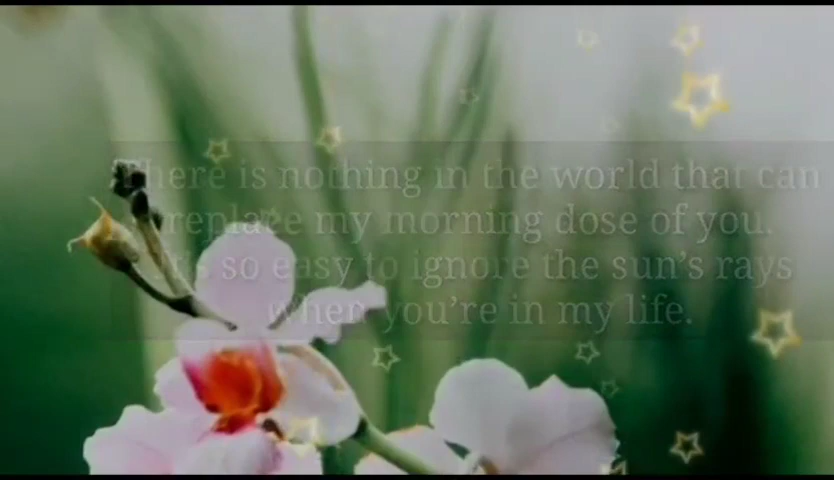 There is nothing in the world that can
replace my morning dose of you.
so easy to ignore the sun's rays
when you're in my life.